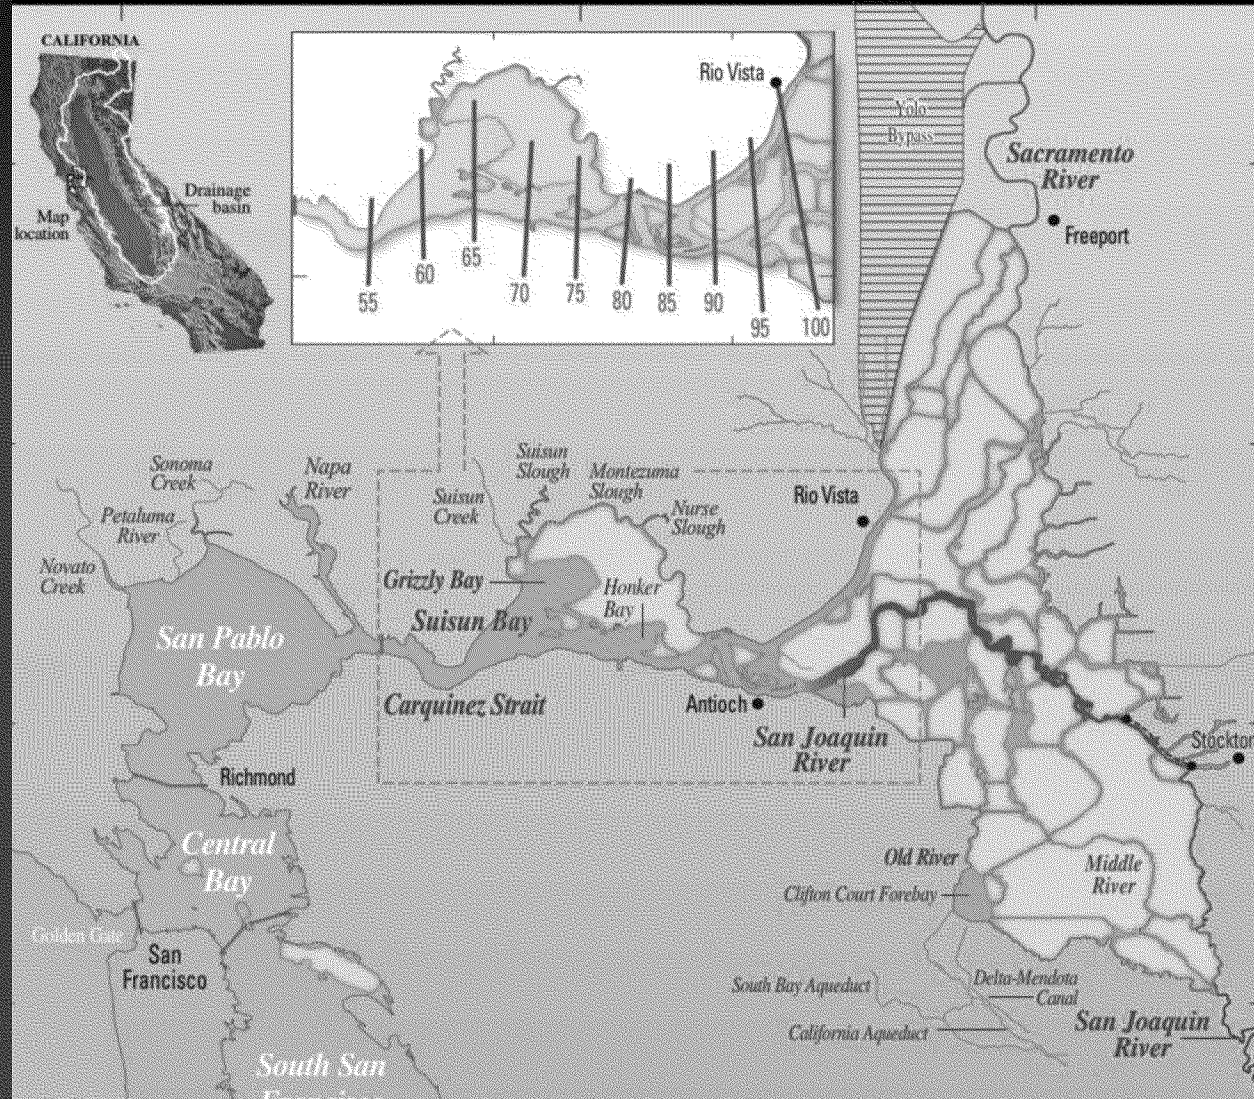 CALIFORNIA
Drainage
basin
Map
location
Rio Vista
55
60
65
70
75
80
85
90
95
100
Yolo
Bypass
Sacramento
River
Freeport
Sonoma
Creek
Napa
River
Petaluma
River
Novato
Creek
Suisun
Creek
Suisun
Slough
Montezuma
Slough
Nurse
Slough
Rio Vista
Grizzly Bay
Honker
Bay
Suisun Bay
San Pablo
Bay
Carquinez Strait
Antioch
San Joaquin
River
Stockton
Richmond
Central
Bay
Old River
Middle
River
Clifton Court Forebay
Golden Gate
San
Francisco
South Bay Aqueduct
Delta-Mendota
Canal
California Aqueduct
San Joaquin
River
South San